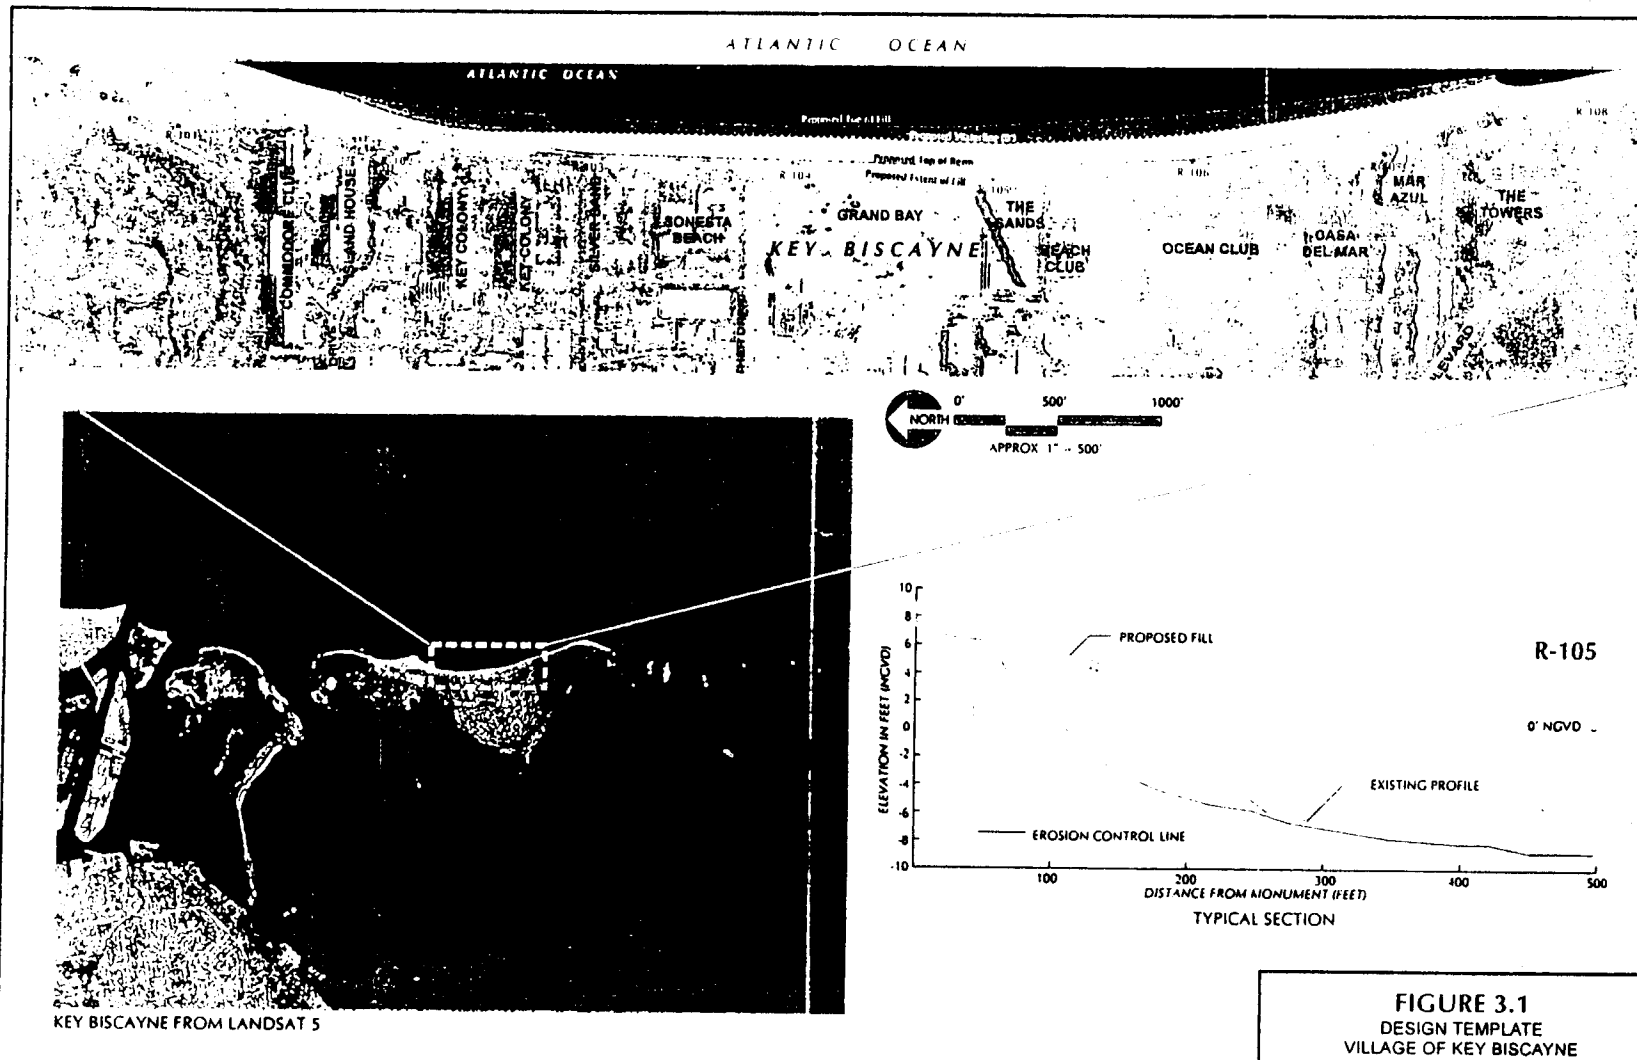 ATLANTIC OCEAN
ATLANTIC OCEAN
Proposed Toe of Fill
Proposed Top of Berm
Proposed Extent of Fill
R-101
R-103
R-104
R-106
R-108
COMMODORE CLUB
DRIVE
ISLAND HOUSE
KEY COLONY
KEY COLONY
SILVER SAND
SONESTA
BEACH
GRAND BAY
KEY BISCAYNE
THE
SANDS
BEACH
CLUB
OCEAN CLUB
CASA
DEL MAR
MAR
AZUL
THE
TOWERS
NORTH
0' 500' 1000'
APPROX 1" = 500'
KEY BISCAYNE FROM LANDSAT 5
10
8
6
4
2
0
-2
-4
-6
-8
-10
ELEVATION IN FEET (NGVD)
PROPOSED FILL
R-105
0' NGVD
EXISTING PROFILE
EROSION CONTROL LINE
100 200 300 400 500
DISTANCE FROM MONUMENT (FEET)
TYPICAL SECTION
FIGURE 3.1
DESIGN TEMPLATE
VILLAGE OF KEY BISCAYNE